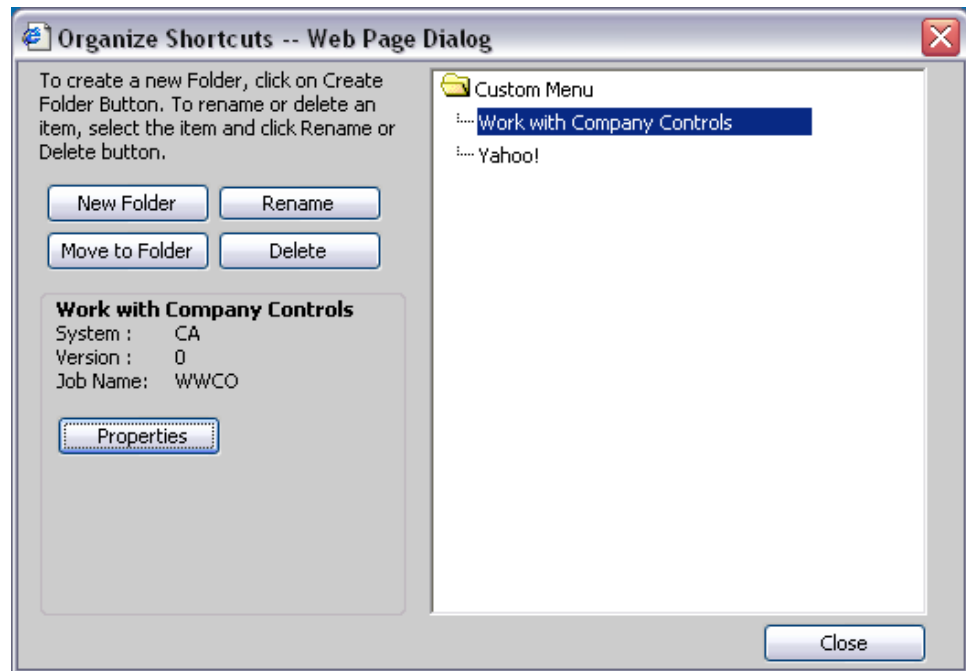 Organize Shortcuts -- Web Page Dialog
To create a new Folder, click on Create
Folder Button. To rename or delete an
item, select the item and click Rename or
Delete button.
New Folder
Rename
Move to Folder
Delete
Work with Company Controls
System : CA
Version : 0
Job Name: WWCO
Properties
Custom Menu
Work with Company Controls
Yahoo!
Close